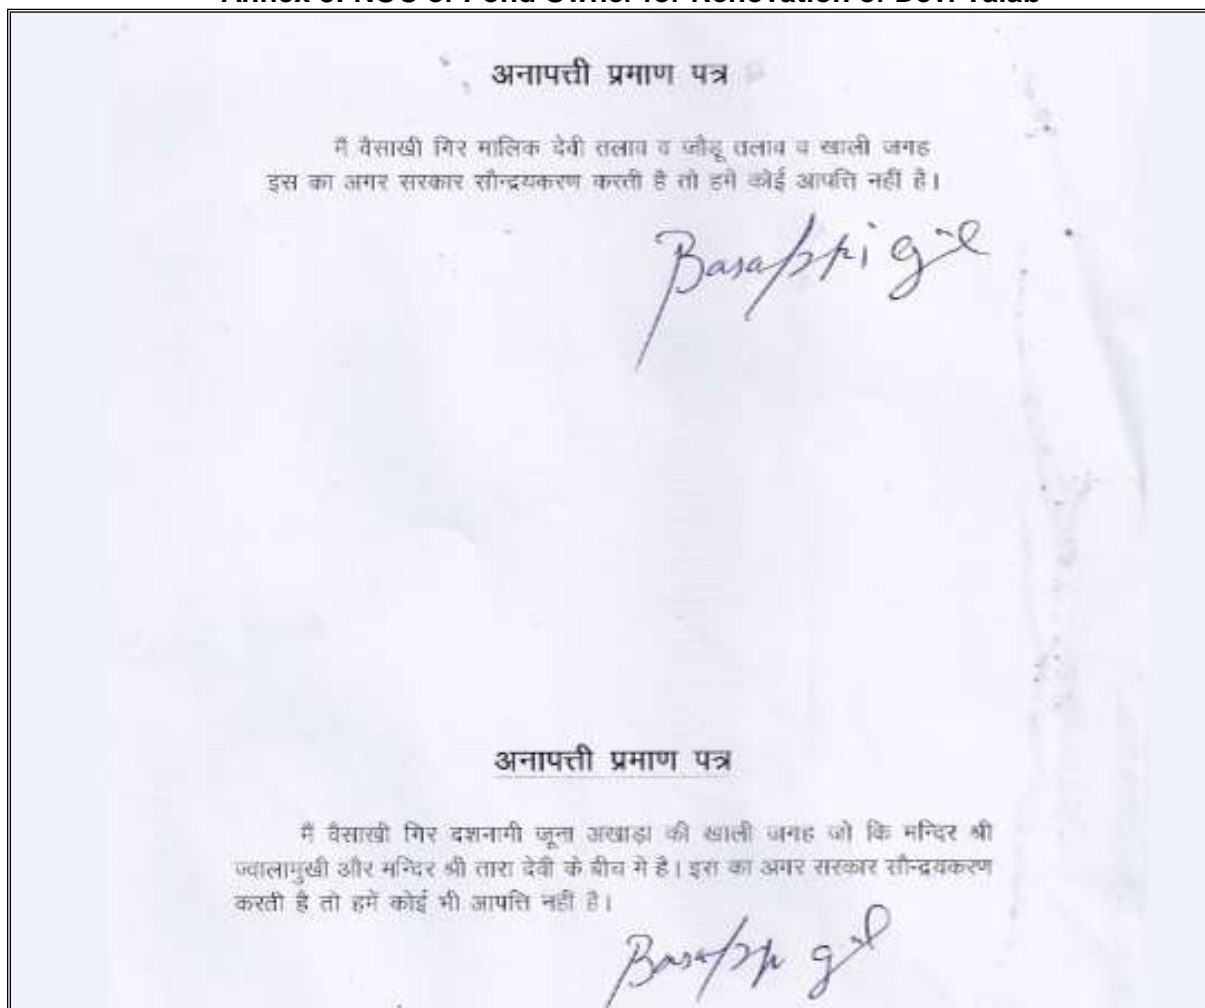 Annex 8: NOC of Pond Owner for Renovation of Devi Talab
अनापत्ती प्रमाण पत्र
मैं वैसाखी गिर मालिक देवी तलाव व जौडू तलाव व खाली जगह
इस का अगर सरकार सौन्द्रयकरण करती है तो हमे कोई आपत्ति नहीं है।
अनापत्ती प्रमाण पत्र
मैं वैसाखी गिर दशनागी जूना अखाड़ा की खाली जगह जो कि मन्दिर श्री
ज्वालामुखी और मन्दिर श्री तारा देवी के बीच मे है। इस का अगर सरकार सौन्द्रयकरण
करती है तो हमें कोई भी आपत्ति नहीं है।